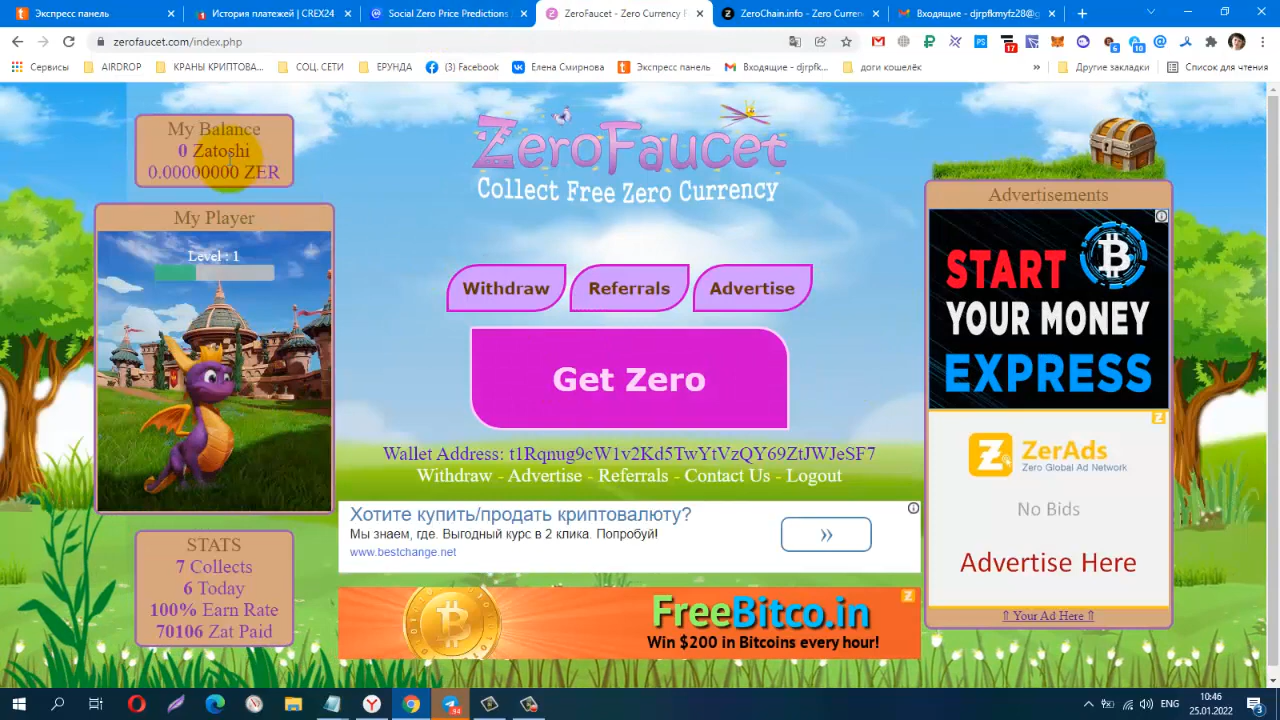 Экспресс панель
История платежей | CREX24
Social Zero Price Predictions
ZeroFaucet - Zero Currency F
ZeroChain.info - Zero Curren
Входящие - djrpfkmyfz28@g
zerofaucet.com/index.php
17
6
10
Сервисы
AIRDROP
КРАНЫ КРИПТОВА...
СОЦ. СЕТИ
ЕРУНДА
(3) Facebook
Елена Смирнова
Экспресс панель
Входящие - djrpfk...
доги кошелёк
»
Другие закладки
Список для чтения
My Balance
0 Zatoshi
0.00000000 ZER
My Player
Level : 1
STATS
7 Collects
6 Today
100% Earn Rate
70106 Zat Paid
ZeroFaucet
Collect Free Zero Currency
Withdraw
Referrals
Advertise
Get Zero
Wallet Address: t1Rqnug9cW1v2Kd5TwYtVzQY69ZtJWJeSF7
Withdraw - Advertise - Referrals - Contact Us - Logout
Хотите купить/продать криптовалюту?
Мы знаем, где. Выгодный курс в 2 клика. Попробуй!
www.bestchange.net
»
FreeBitco.in
Win $200 in Bitcoins every hour!
Advertisements
START
YOUR MONEY
EXPRESS
ZerAds
Zero Global Ad Network
No Bids
Advertise Here
⇑ Your Ad Here ⇑
94
ENG
10:46
25.01.2022
3